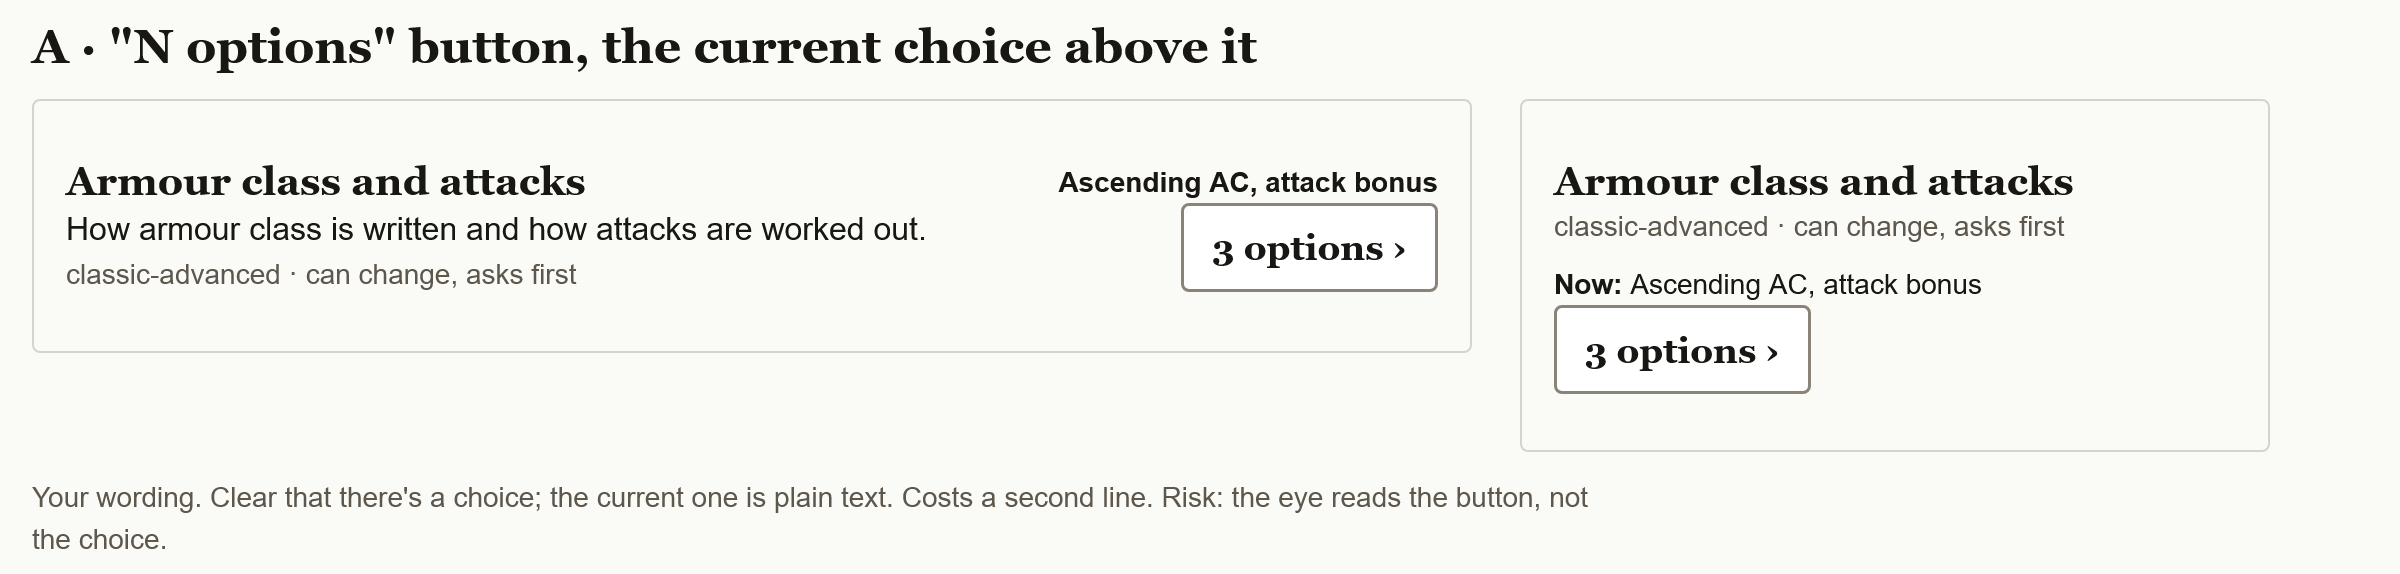 A · "N options" button, the current choice above it
Armour class and attacks
How armour class is written and how attacks are worked out.
classic-advanced · can change, asks first
Ascending AC, attack bonus
3 options ›
Armour class and attacks
classic-advanced · can change, asks first
Now: Ascending AC, attack bonus
3 options ›
Your wording. Clear that there's a choice; the current one is plain text. Costs a second line. Risk: the eye reads the button, not
the choice.